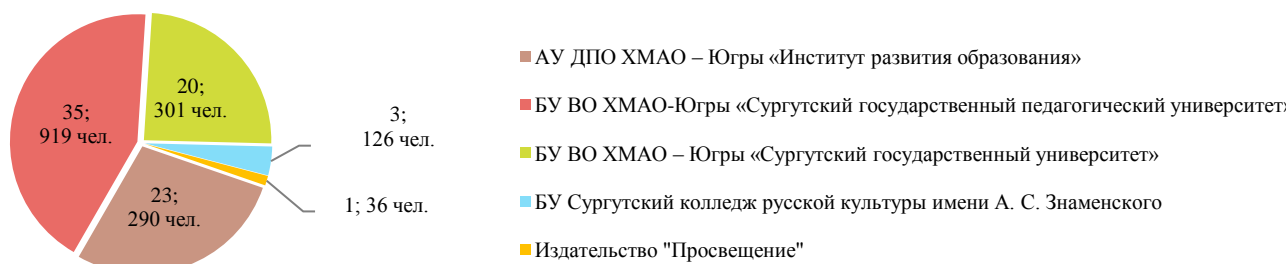 35;
919 чел.
20;
301 чел.
3;
126 чел.
23;
290 чел.
1; 36 чел.
АУ ДПО ХМАО – Югры «Институт развития образования»
БУ ВО ХМАО-Югры «Сургутский государственный педагогический университет»
БУ ВО ХМАО – Югры «Сургутский государственный университет»
БУ Сургутский колледж русской культуры имени А. С. Знаменского
Издательство "Просвещение"